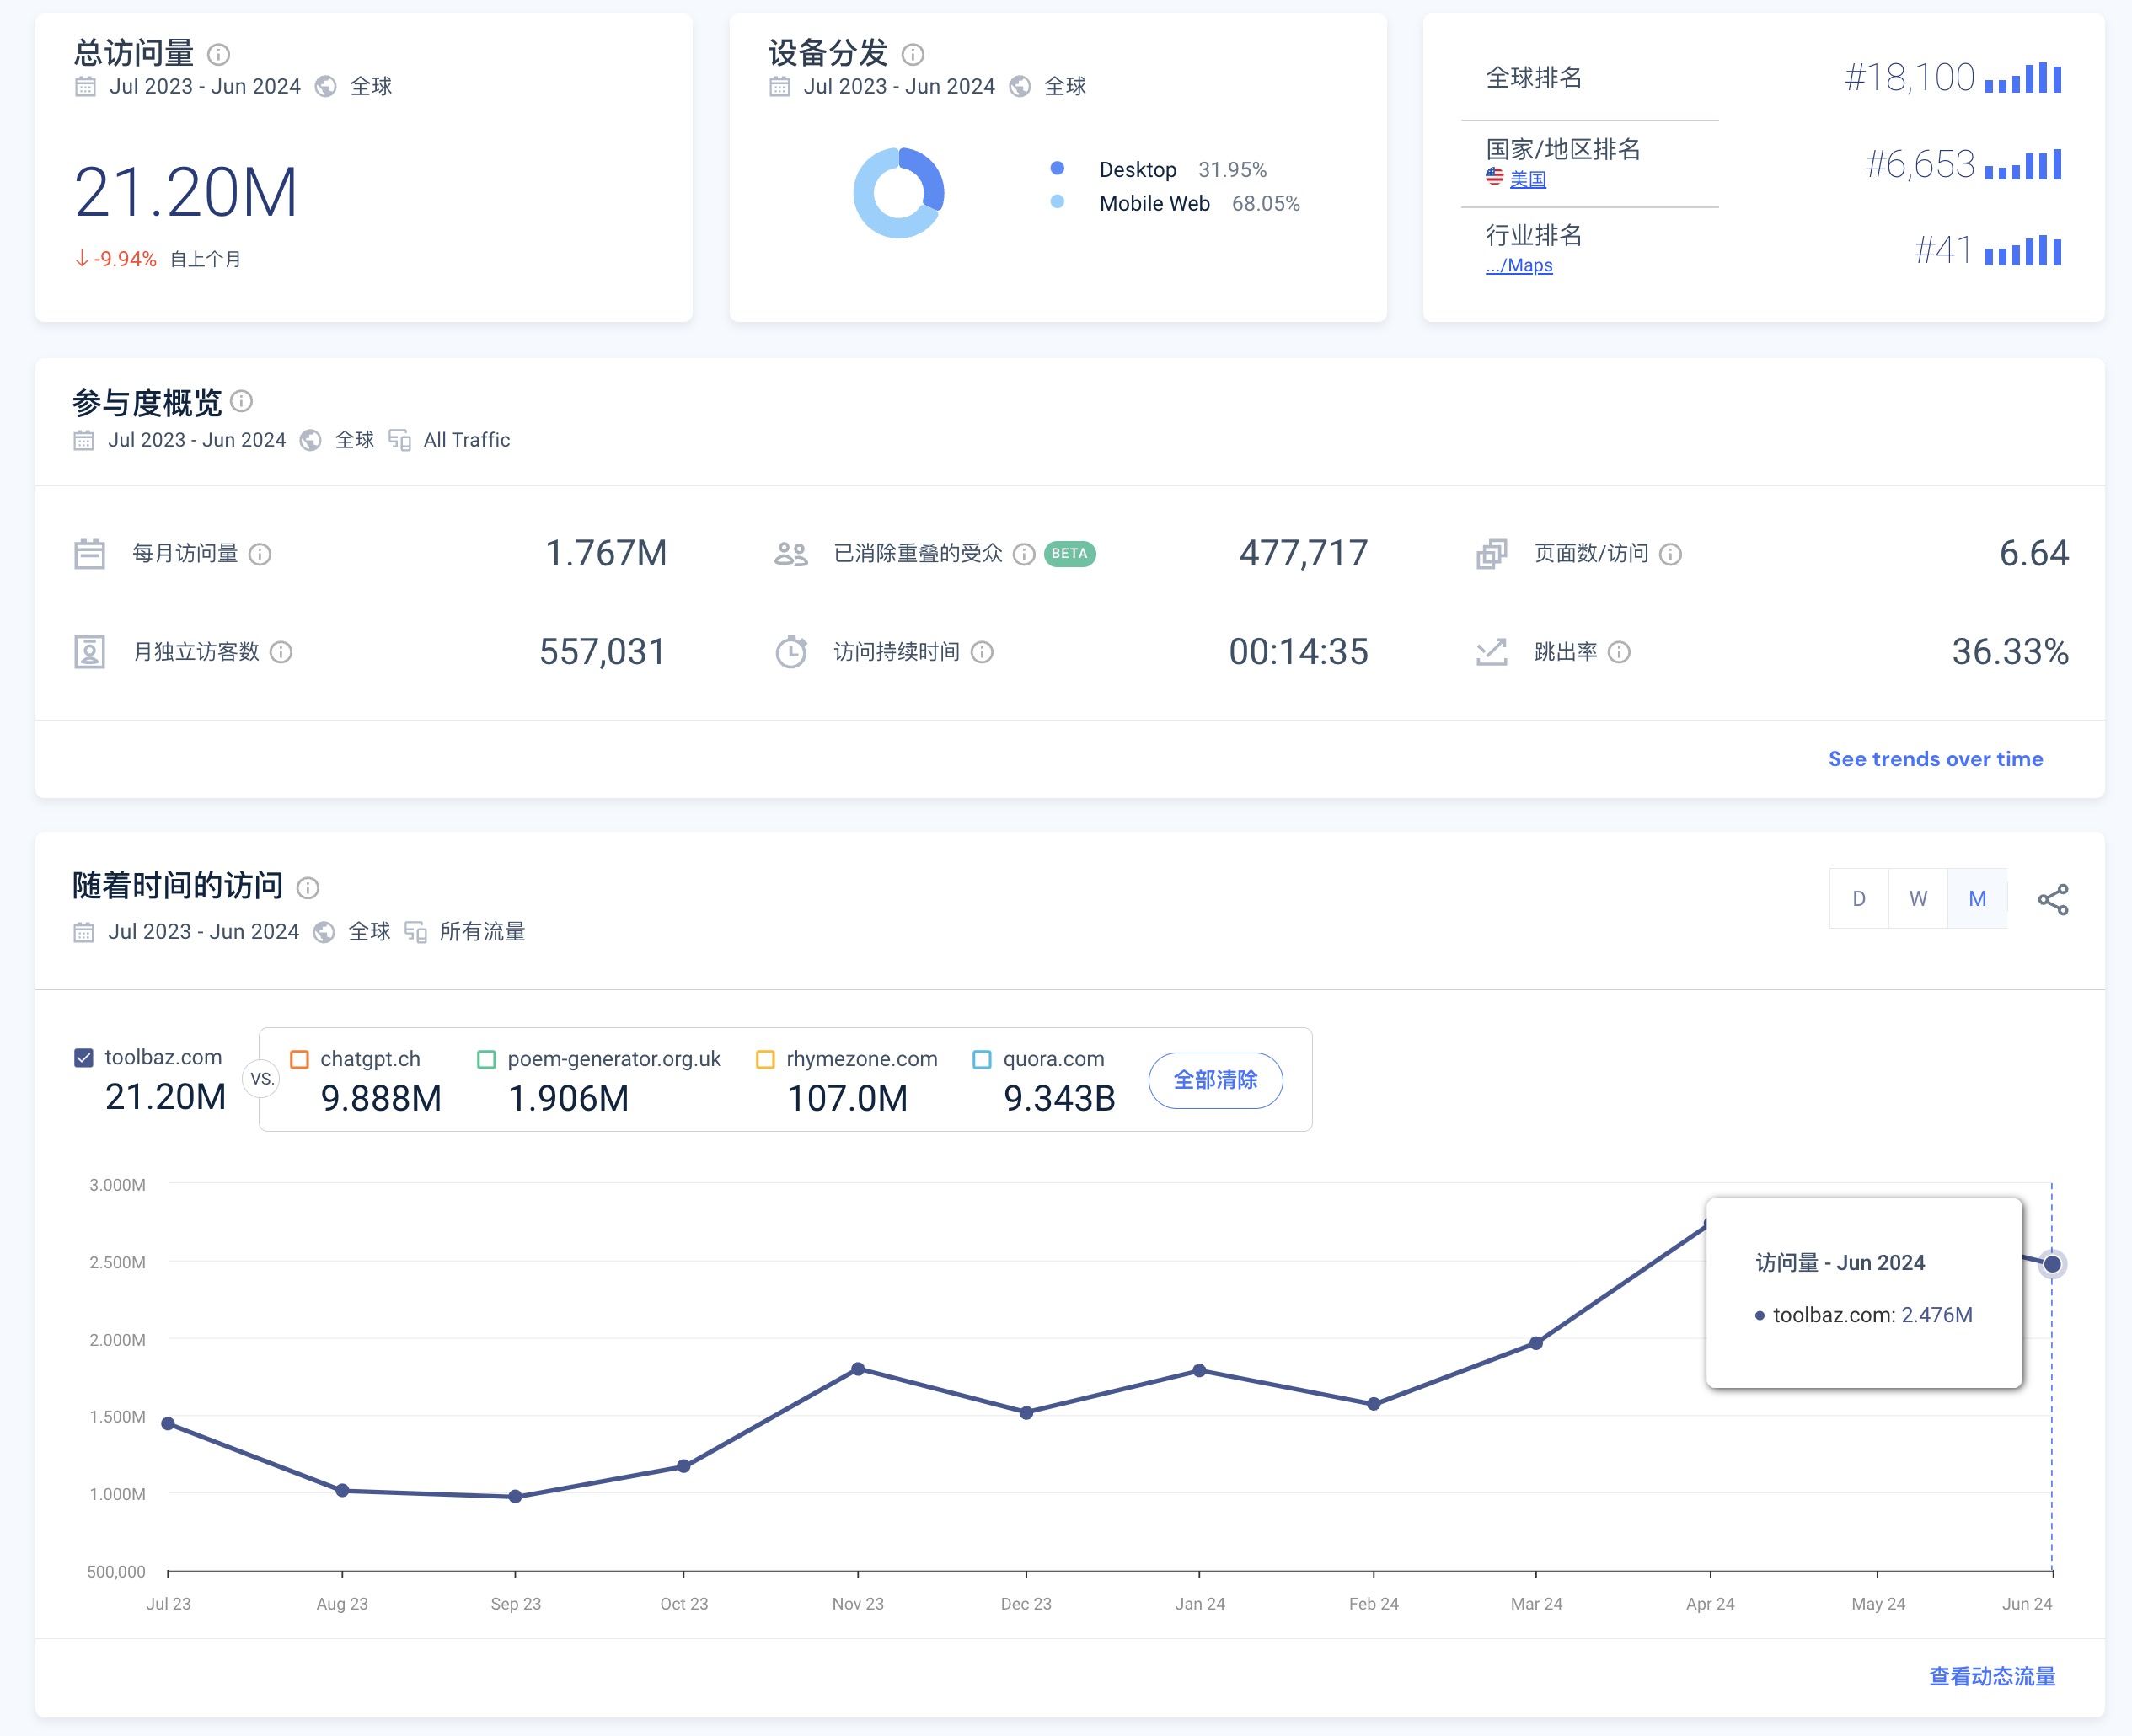 总访问量
Jul 2023 - Jun 2024 全球
21.20M
-9.94% 自上个月
设备分发
Jul 2023 - Jun 2024 全球
Desktop 31.95%
Mobile Web 68.05%
全球排名 #18,100
国家/地区排名 #6,653
美国
行业排名 #41
.../Maps
参与度概览
Jul 2023 - Jun 2024 全球 All Traffic
每月访问量 1.767M 已消除重叠的受众 BETA 477,717 页面数/访问 6.64
月独立访客数 557,031 访问持续时间 00:14:35 跳出率 36.33%
See trends over time
随着时间的访问
Jul 2023 - Jun 2024 全球 所有流量
D W M
toolbaz.com VS. chatgpt.ch poem-generator.org.uk rhymezone.com quora.com 全部清除
21.20M 9.888M 1.906M 107.0M 9.343B
3.000M
2.500M
2.000M
1.500M
1.000M
500,000
访问量 - Jun 2024
toolbaz.com: 2.476M
Jul 23 Aug 23 Sep 23 Oct 23 Nov 23 Dec 23 Jan 24 Feb 24 Mar 24 Apr 24 May 24 Jun 24
查看动态流量